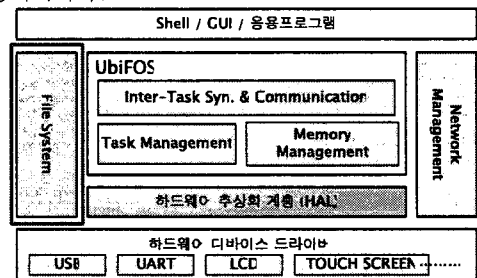 Shell / GUI / 응용프로그램
File System
UbiFOS
Inter-Task Syn. & Communication
Task Management
Memory
Management
Network
Management
하드웨어 추상화 계층 (HAL)
하드웨어 디바이스 드라이버
USB
UART
LCD
TOUCH SCREEN ........